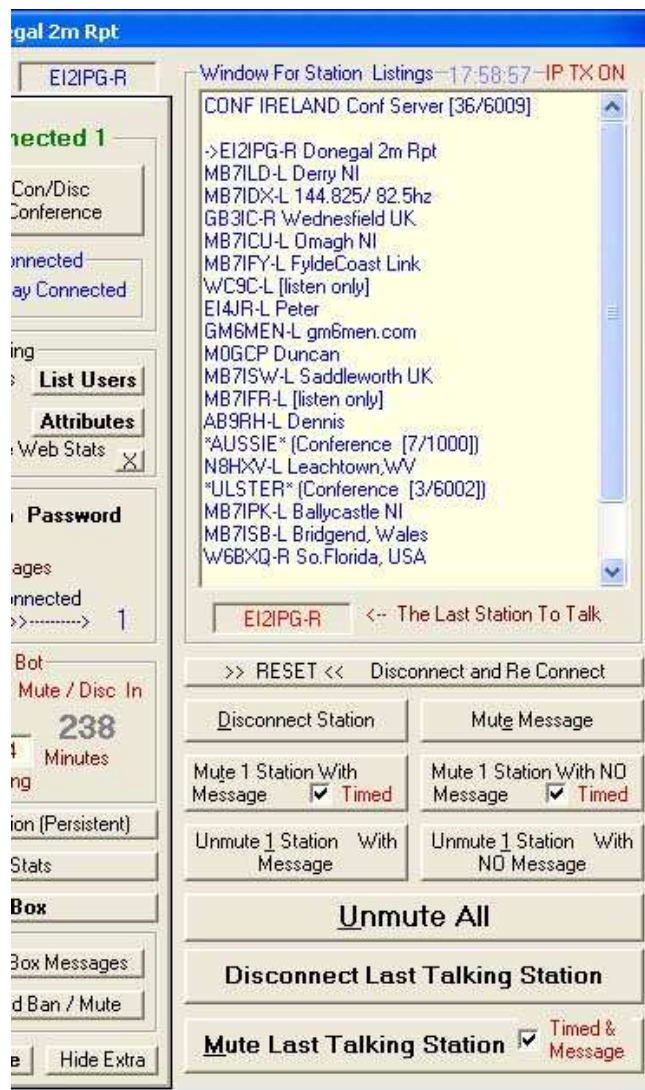 gal 2m Rpt
EI2IPG-R
nected 1
Con/Disc
Conference
nnected
ay Connected
ing
s List Users
Attributes
Web Stats X
Password
ages
nnected
>>----------> 1
Bot
Mute / Disc In
238
4 Minutes
ng
ion (Persistent)
Stats
Box
Box Messages
d Ban / Mute
e Hide Extra
Window For Station Listings 17:58:57 IP TX ON
CONF IRELAND Conf Server [36/6009]
->EI2IPG-R Donegal 2m Rpt
MB7ILD-L Derry NI
MB7IDX-L 144.825/ 82.5hz
GB3IC-R Wednesfield UK
MB7ICU-L Omagh NI
MB7IFY-L FyldeCoast Link
WC9C-L [listen only]
EI4JR-L Peter
GM6MEN-L gm6men.com
M0GCP Duncan
MB7ISW-L Saddleworth UK
MB7IFR-L [listen only]
AB9RH-L Dennis
*AUSSIE* (Conference [7/1000])
N8HXV-L Leachtown,WV
*ULSTER* (Conference [3/6002])
MB7IPK-L Ballycastle NI
MB7ISB-L Bridgend, Wales
W6BXQ-R So.Florida, USA
EI2IPG-R <-- The Last Station To Talk
>> RESET << Disconnect and Re Connect
Disconnect Station
Mute Message
Mute 1 Station With
Message Timed
Mute 1 Station With NO
Message Timed
Unmute 1 Station With
Message
Unmute 1 Station With
NO Message
Unmute All
Disconnect Last Talking Station
Mute Last Talking Station Timed &
Message